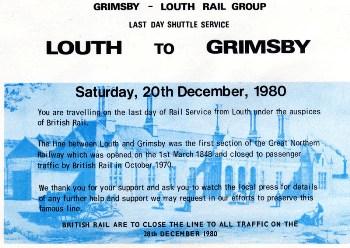 GRIMSBY - LOUTH RAIL GROUP
LAST DAY SHUTTLE SERVICE
LOUTH TO GRIMSBY
Saturday, 20th December, 1980
You are travelling on the last day of Rail Service from Louth under the auspices
of British Rail.
The line between Louth and Grimsby was the first section of the Great Northern
Railway which was opened on the 1st March 1848 and closed to passenger
traffic by British Rail in October 1970.
We thank you for your support and ask you to watch the local press for details
of any further help and support we may request in our efforts to preserve this
famous line.
BRITISH RAIL ARE TO CLOSE THE LINE TO ALL TRAFFIC ON THE
28th DECEMBER 1980